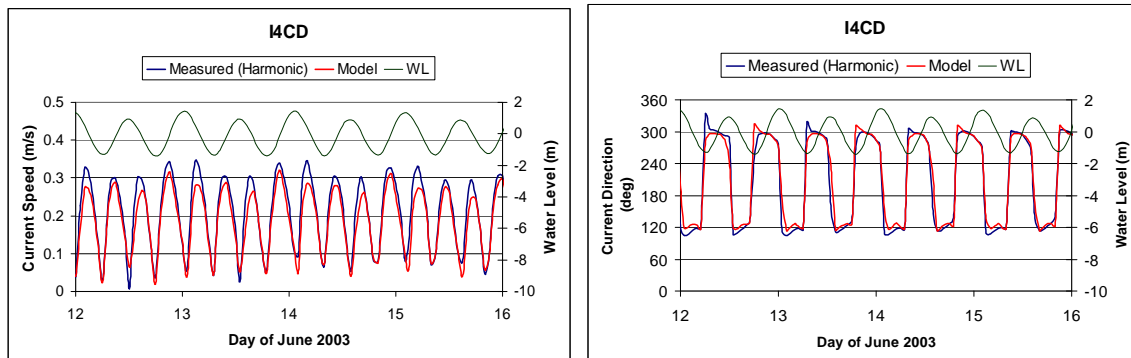 I4CD
Measured (Harmonic) Model WL
0.5
0.4
0.3
0.2
0.1
0
Current Speed (m/s)
2
0
-2
-4
-6
-8
-10
Water Level (m)
12 13 14 15 16
Day of June 2003
I4CD
Measured (Harmonic) Model WL
360
300
240
180
120
60
0
Current Direction
(deg)
2
0
-2
-4
-6
-8
-10
Water Level (m)
12 13 14 15 16
Day of June 2003